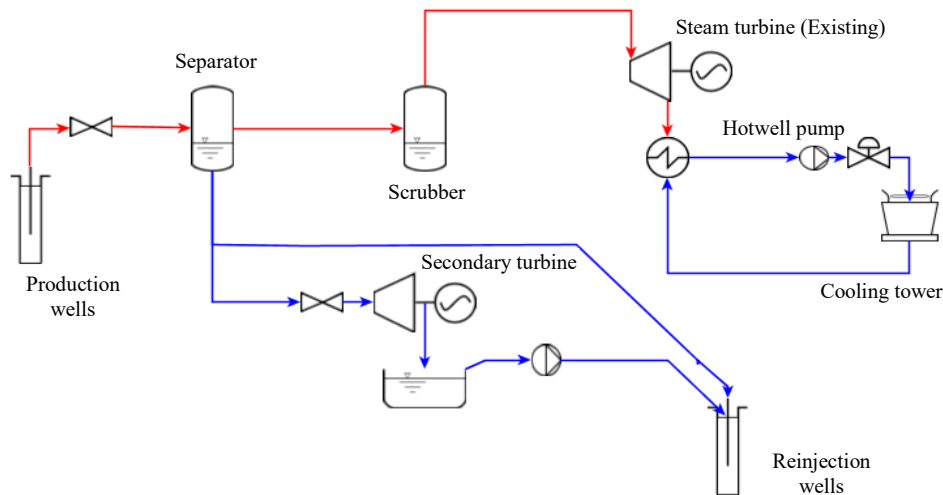 Steam turbine (Existing)
Separator
Hotwell pump
Scrubber
Secondary turbine
Production
wells
Cooling tower
Reinjection
wells